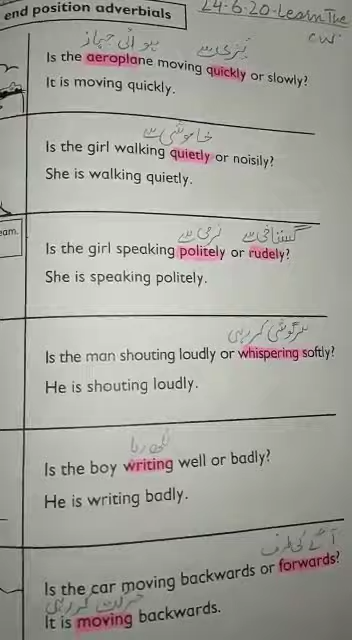 24-6-20-Learn The
end position adverbials
C.W
ہوائی جہاز تیزی سے
Is the aeroplane moving quickly or slowly?
It is moving quickly.
خاموشی سے
Is the girl walking quietly or noisily?
She is walking quietly.
نرمی سے گستاخی سے
eam.
Is the girl speaking politely or rudely?
She is speaking politely.
سرگوشی کر رہی
Is the man shouting loudly or whispering softly?
He is shouting loudly.
لکھ رہا
Is the boy writing well or badly?
He is writing badly.
آگے کی طرف
Is the car moving backwards or forwards?
حرکت کر رہی
It is moving backwards.